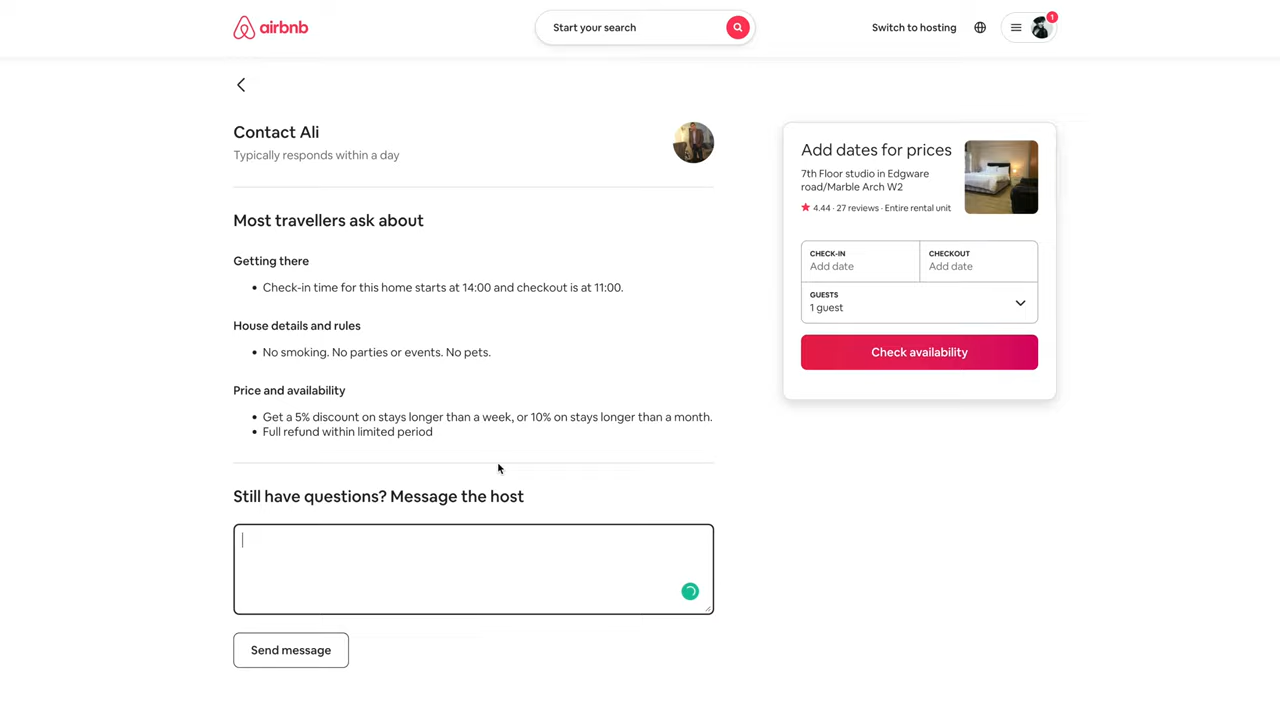 airbnb
Start your search
Switch to hosting
1
Contact Ali
Typically responds within a day
Most travellers ask about
Getting there
• Check-in time for this home starts at 14:00 and checkout is at 11:00.
House details and rules
• No smoking. No parties or events. No pets.
Price and availability
• Get a 5% discount on stays longer than a week, or 10% on stays longer than a month.
• Full refund within limited period
Still have questions? Message the host
Send message
Add dates for prices
7th Floor studio in Edgware
road/Marble Arch W2
★ 4.44 · 27 reviews · Entire rental unit
CHECK-IN
Add date
CHECKOUT
Add date
GUESTS
1 guest
Check availability